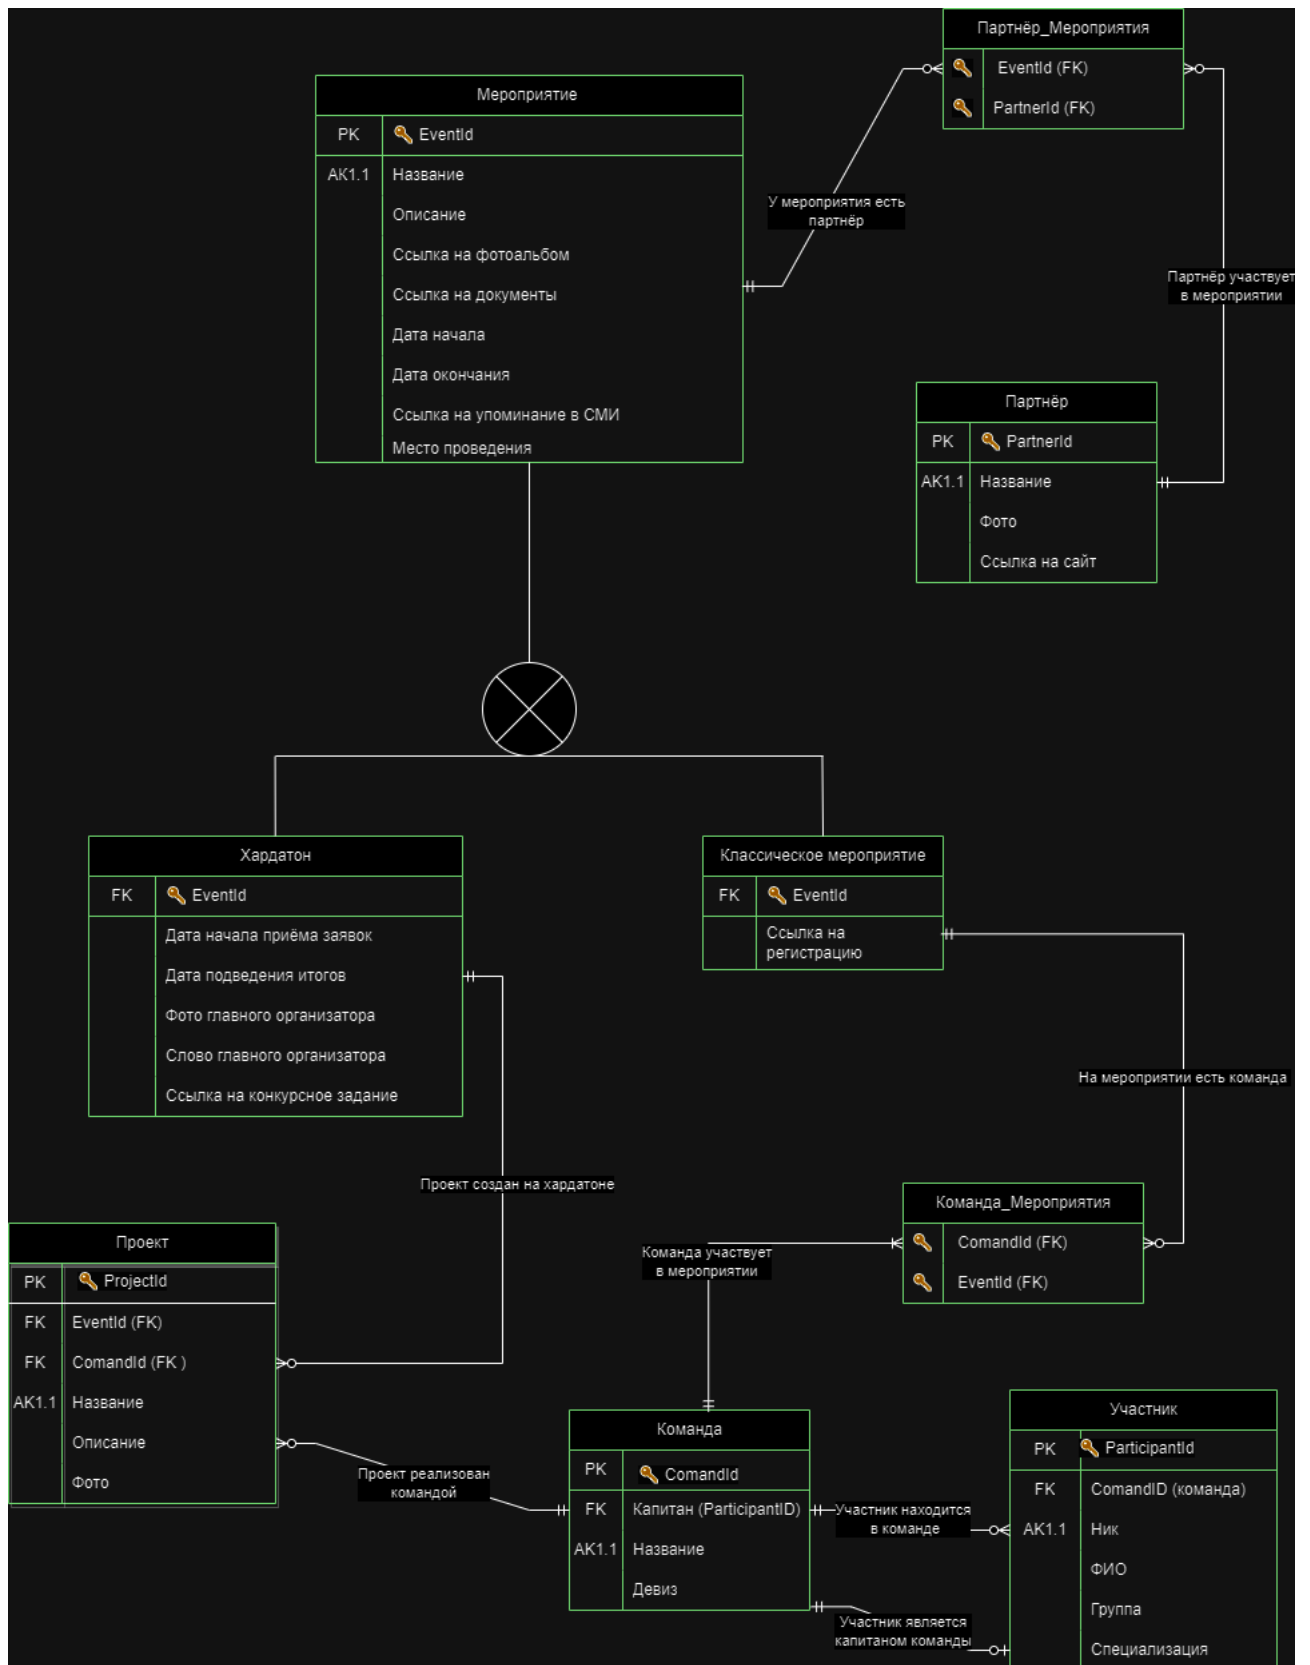 Партнёр_Мероприятия
EventId (FK)
PartnerId (FK)
Мероприятие
PK EventId
АК1.1 Название
Описание
Ссылка на фотоальбом
Ссылка на документы
Дата начала
Дата окончания
Ссылка на упоминание в СМИ
Место проведения
У мероприятия есть
партнёр
Партнёр участвует
в мероприятии
Партнёр
PK PartnerId
AK1.1 Название
Фото
Ссылка на сайт
Хардатон
FK EventId
Дата начала приёма заявок
Дата подведения итогов
Фото главного организатора
Слово главного организатора
Ссылка на конкурсное задание
Классическое мероприятие
FK EventId
Ссылка на
регистрацию
На мероприятии есть команда
Проект создан на хардатоне
Команда_Мероприятия
ComandId (FK)
EventId (FK)
Команда участвует
в мероприятии
Проект
PK ProjectId
FK EventId (FK)
FK ComandId (FK )
AK1.1 Название
Описание
Фото
Проект реализован
командой
Команда
PK ComandId
FK Капитан (ParticipantID)
AK1.1 Название
Девиз
Участник находится
в команде
Участник является
капитаном команды
Участник
PK ParticipantId
FK ComandID (команда)
AK1.1 Ник
ФИО
Группа
Специализация